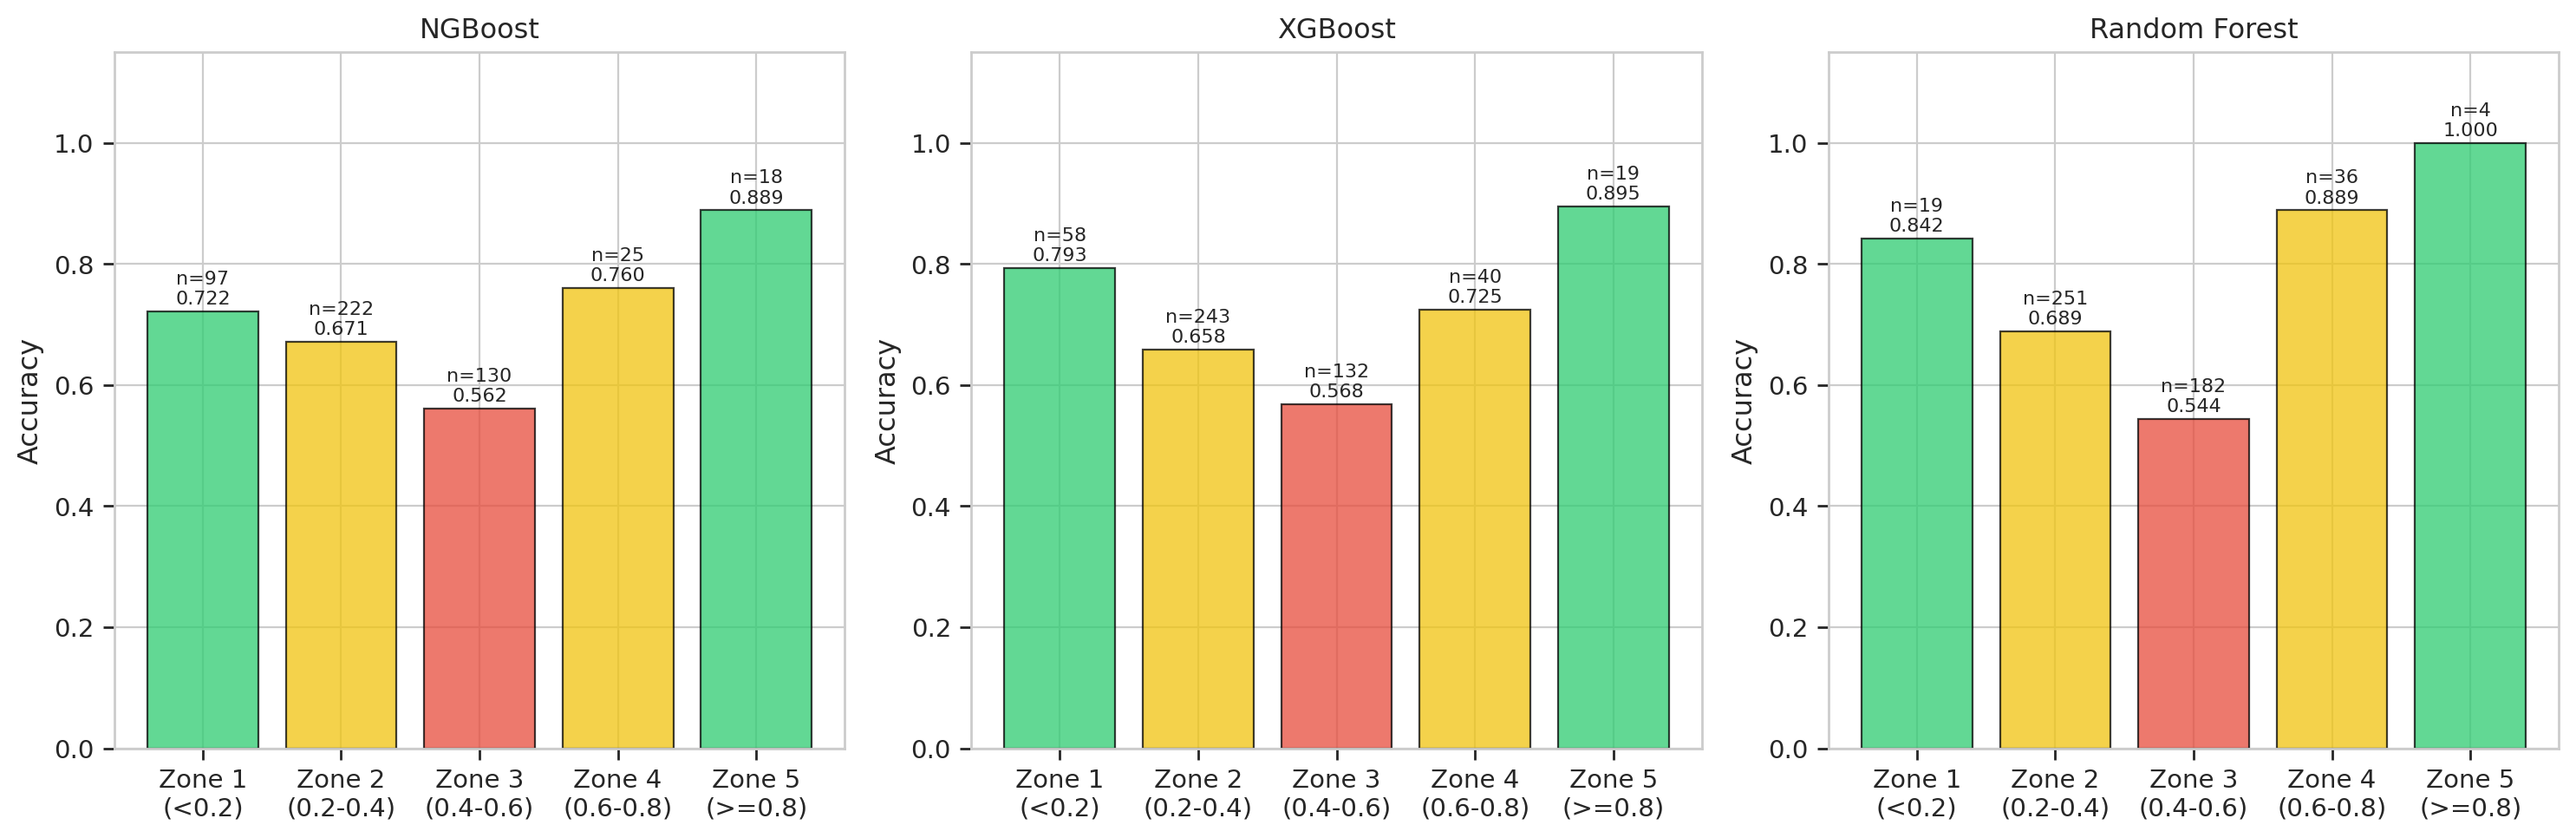 NGBoost
Accuracy
1.0
0.8
0.6
0.4
0.2
0.0
n=97
0.722
n=222
0.671
n=130
0.562
n=25
0.760
n=18
0.889
Zone 1
(<0.2)
Zone 2
(0.2-0.4)
Zone 3
(0.4-0.6)
Zone 4
(0.6-0.8)
Zone 5
(>=0.8)
XGBoost
Accuracy
1.0
0.8
0.6
0.4
0.2
0.0
n=58
0.793
n=243
0.658
n=132
0.568
n=40
0.725
n=19
0.895
Zone 1
(<0.2)
Zone 2
(0.2-0.4)
Zone 3
(0.4-0.6)
Zone 4
(0.6-0.8)
Zone 5
(>=0.8)
Random Forest
Accuracy
1.0
0.8
0.6
0.4
0.2
0.0
n=19
0.842
n=251
0.689
n=182
0.544
n=36
0.889
n=4
1.000
Zone 1
(<0.2)
Zone 2
(0.2-0.4)
Zone 3
(0.4-0.6)
Zone 4
(0.6-0.8)
Zone 5
(>=0.8)